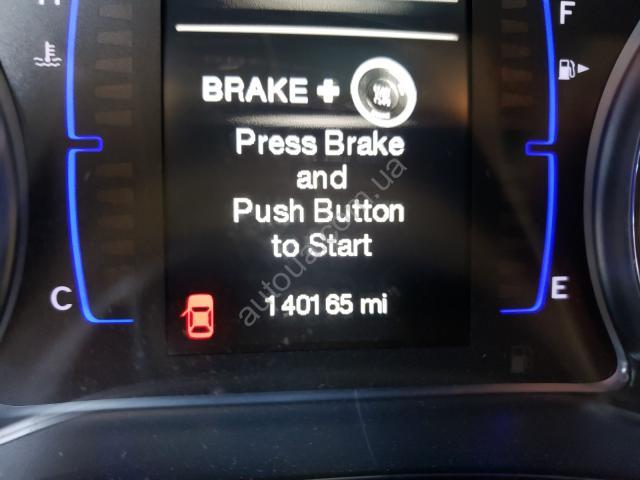 F
BRAKE +
Press Brake
and
Push Button
to Start
C
E
140165 mi
autoua.com.ua